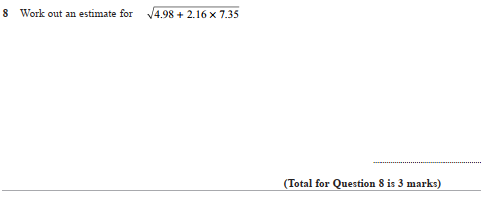 8 Work out an estimate for √4.98 + 2.16 × 7.35
(Total for Question 8 is 3 marks)